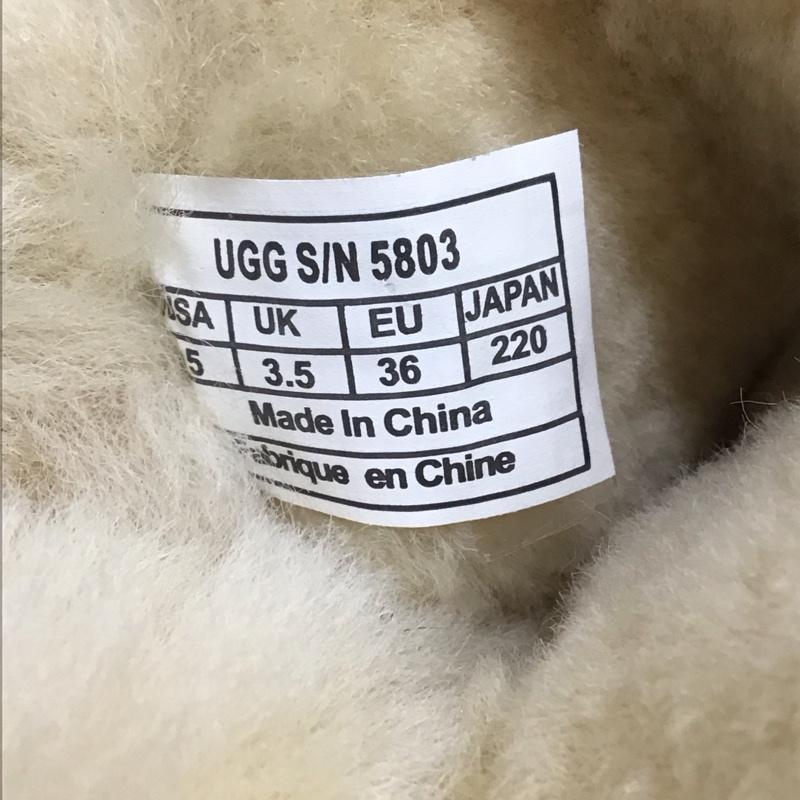 UGG S/N 5803
USA UK EU JAPAN
5 3.5 36 220
Made In China
Fabrique en Chine